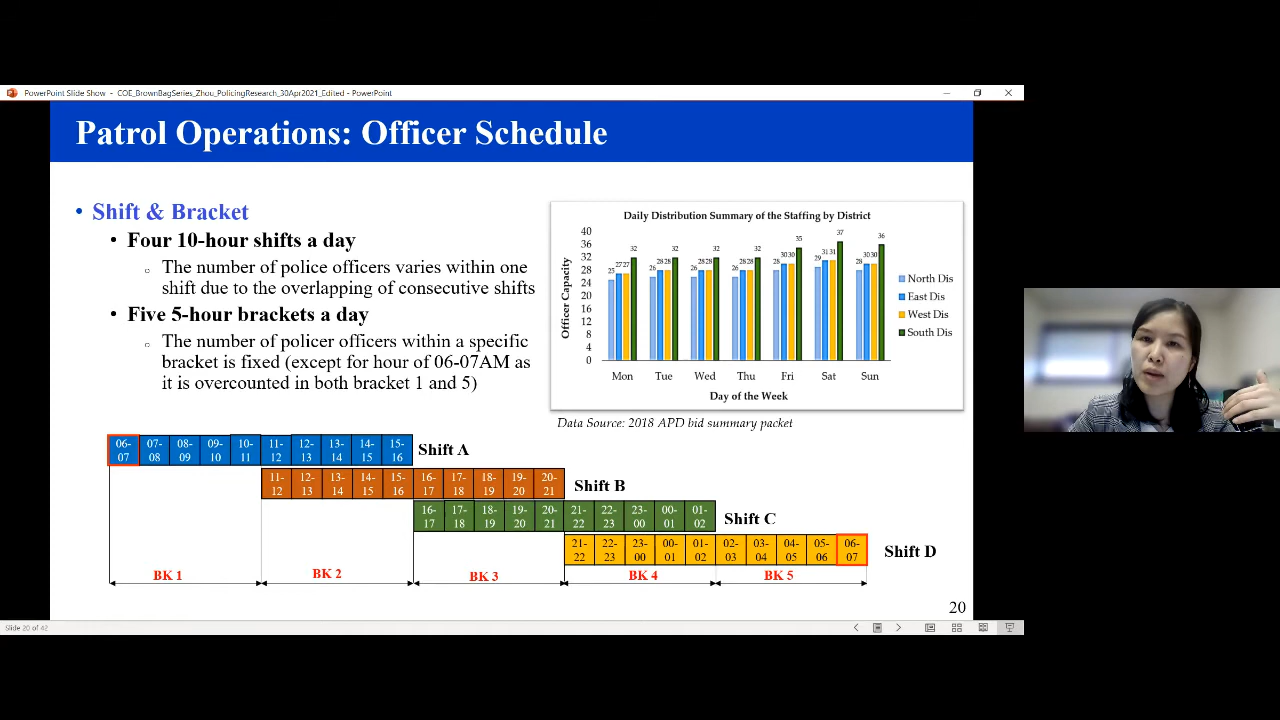 PowerPoint Slide Show - COE_BrownBagSeries_Zhou_PolicingResearch_30Apr2021_Edited - PowerPoint
Patrol Operations: Officer Schedule
• Shift & Bracket
• Four 10-hour shifts a day
The number of police officers varies within one
shift due to the overlapping of consecutive shifts
• Five 5-hour brackets a day
The number of policer officers within a specific
bracket is fixed (except for hour of 06-07AM as
it is overcounted in both bracket 1 and 5)
Daily Distribution Summary of the Staffing by District
Officer Capacity
40
36
32
28
24
20
16
12
8
4
0
25 27 27 32
26 28 28 32
26 28 28 32
26 28 28 32
28 30 30 35
29 31 31 37
28 30 30 36
Mon Tue Wed Thu Fri Sat Sun
Day of the Week
North Dis
East Dis
West Dis
South Dis
Data Source: 2018 APD bid summary packet
06-07 07-08 08-09 09-10 10-11 11-12 12-13 13-14 14-15 15-16 Shift A
11-12 12-13 13-14 14-15 15-16 16-17 17-18 18-19 19-20 20-21 Shift B
16-17 17-18 18-19 19-20 20-21 21-22 22-23 23-00 00-01 01-02 Shift C
21-22 22-23 23-00 00-01 01-02 02-03 03-04 04-05 05-06 06-07 Shift D
BK 1 BK 2 BK 3 BK 4 BK 5
20
Slide 20 of 42